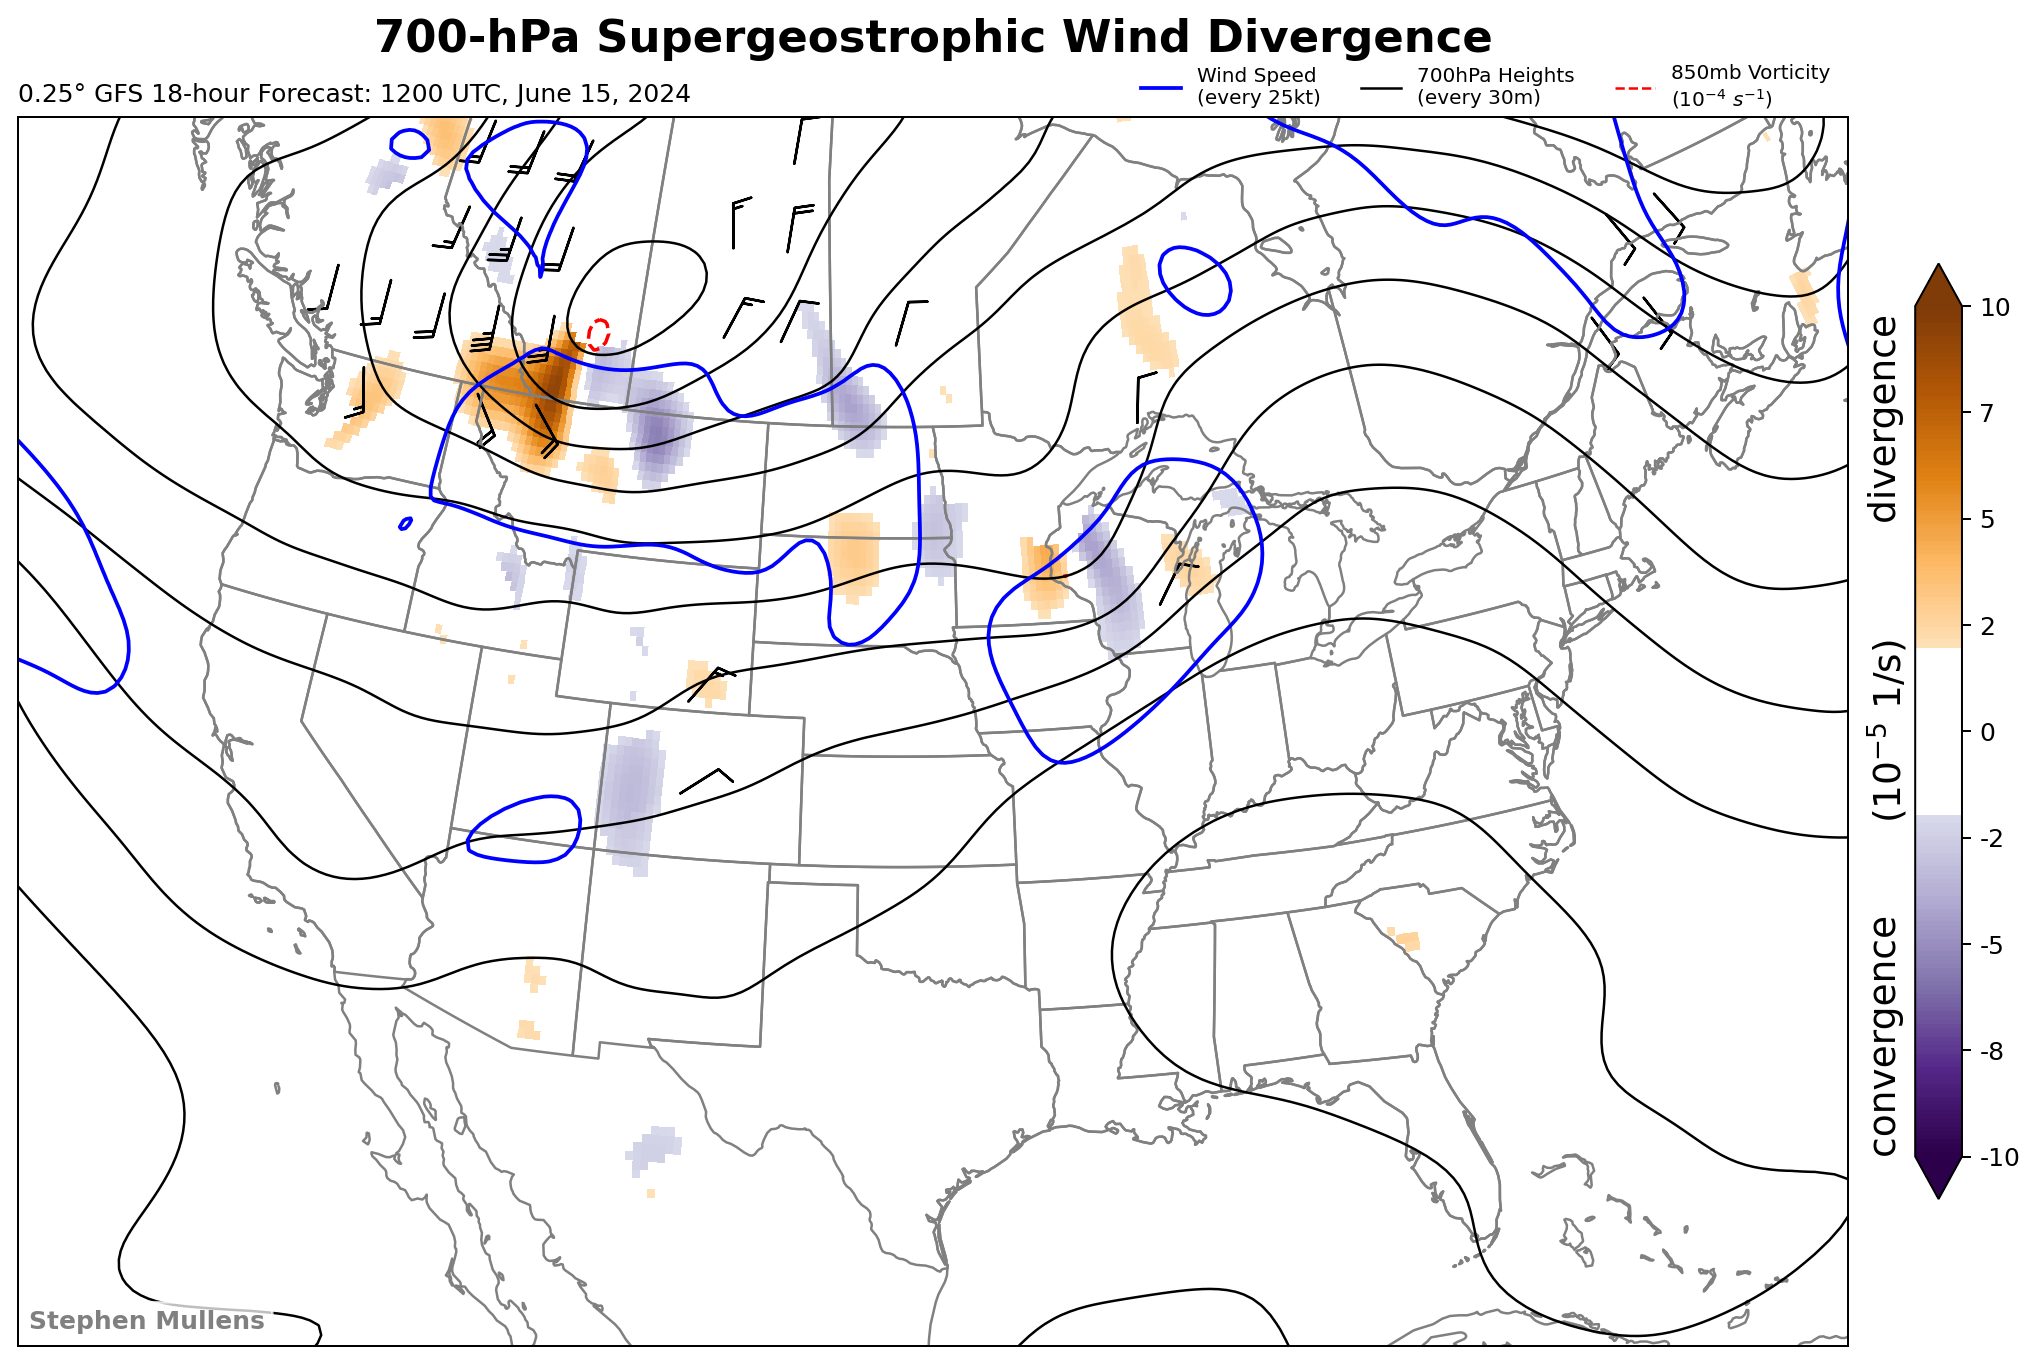 700-hPa Supergeostrophic Wind Divergence
0.25° GFS 18-hour Forecast: 1200 UTC, June 15, 2024
Wind Speed
(every 25kt)
700hPa Heights
(every 30m)
850mb Vorticity
(10⁻⁴ s⁻¹)
10
7
5
2
0
-2
-5
-8
-10
convergence (10⁻⁵ 1/s) divergence
Stephen Mullens